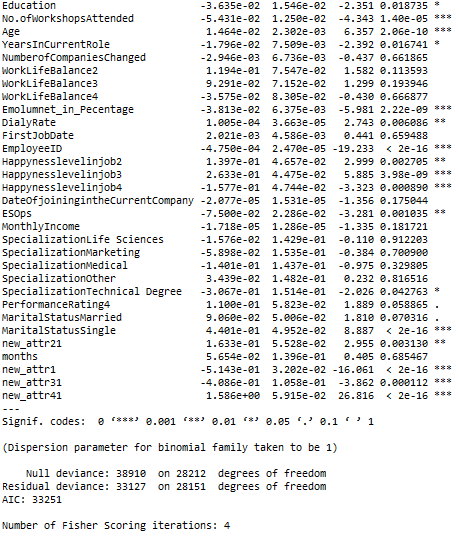 Education -3.635e-02 1.546e-02 -2.351 0.018735 *
No.ofWorkshopsAttended -5.431e-02 1.250e-02 -4.343 1.40e-05 ***
Age 1.464e-02 2.302e-03 6.357 2.06e-10 ***
YearsInCurrentRole -1.796e-02 7.509e-03 -2.392 0.016741 *
NumberofCompaniesChanged -2.946e-03 6.736e-03 -0.437 0.661865
WorkLifeBalance2 1.194e-01 7.547e-02 1.582 0.113593
WorkLifeBalance3 9.291e-02 7.152e-02 1.299 0.193946
WorkLifeBalance4 -3.575e-02 8.305e-02 -0.430 0.666877
Emolumnet_in_Pecentage -3.813e-02 6.375e-03 -5.981 2.22e-09 ***
DialyRate 1.005e-04 3.663e-05 2.743 0.006086 **
FirstJobDate 2.021e-03 4.586e-03 0.441 0.659488
EmployeeID -4.750e-04 2.470e-05 -19.233 < 2e-16 ***
Happynesslevelinjob2 1.397e-01 4.657e-02 2.999 0.002705 **
Happynesslevelinjob3 2.633e-01 4.475e-02 5.885 3.98e-09 ***
Happynesslevelinjob4 -1.577e-01 4.744e-02 -3.323 0.000890 ***
DateOfjoiningintheCurrentCompany -2.077e-05 1.531e-05 -1.356 0.175044
ESOps -7.500e-02 2.286e-02 -3.281 0.001035 **
MonthlyIncome -1.718e-05 1.286e-05 -1.335 0.181721
SpecializationLife Sciences -1.576e-02 1.429e-01 -0.110 0.912203
SpecializationMarketing -5.898e-02 1.535e-01 -0.384 0.700900
SpecializationMedical -1.401e-01 1.437e-01 -0.975 0.329805
SpecializationOther 3.439e-02 1.482e-01 0.232 0.816516
SpecializationTechnical Degree -3.067e-01 1.514e-01 -2.026 0.042763 *
PerformanceRating4 1.100e-01 5.823e-02 1.889 0.058865 .
MaritalStatusMarried 9.060e-02 5.006e-02 1.810 0.070316 .
MaritalStatusSingle 4.401e-01 4.952e-02 8.887 < 2e-16 ***
new_attr21 1.633e-01 5.528e-02 2.955 0.003130 **
months 5.654e-02 1.396e-01 0.405 0.685467
new_attr1 -5.143e-01 3.202e-02 -16.061 < 2e-16 ***
new_attr31 -4.086e-01 1.058e-01 -3.862 0.000112 ***
new_attr41 1.586e+00 5.915e-02 26.816 < 2e-16 ***
---
Signif. codes: 0 ‘***’ 0.001 ‘**’ 0.01 ‘*’ 0.05 ‘.’ 0.1 ‘ ’ 1
(Dispersion parameter for binomial family taken to be 1)
Null deviance: 38910 on 28212 degrees of freedom
Residual deviance: 33127 on 28151 degrees of freedom
AIC: 33251
Number of Fisher Scoring iterations: 4